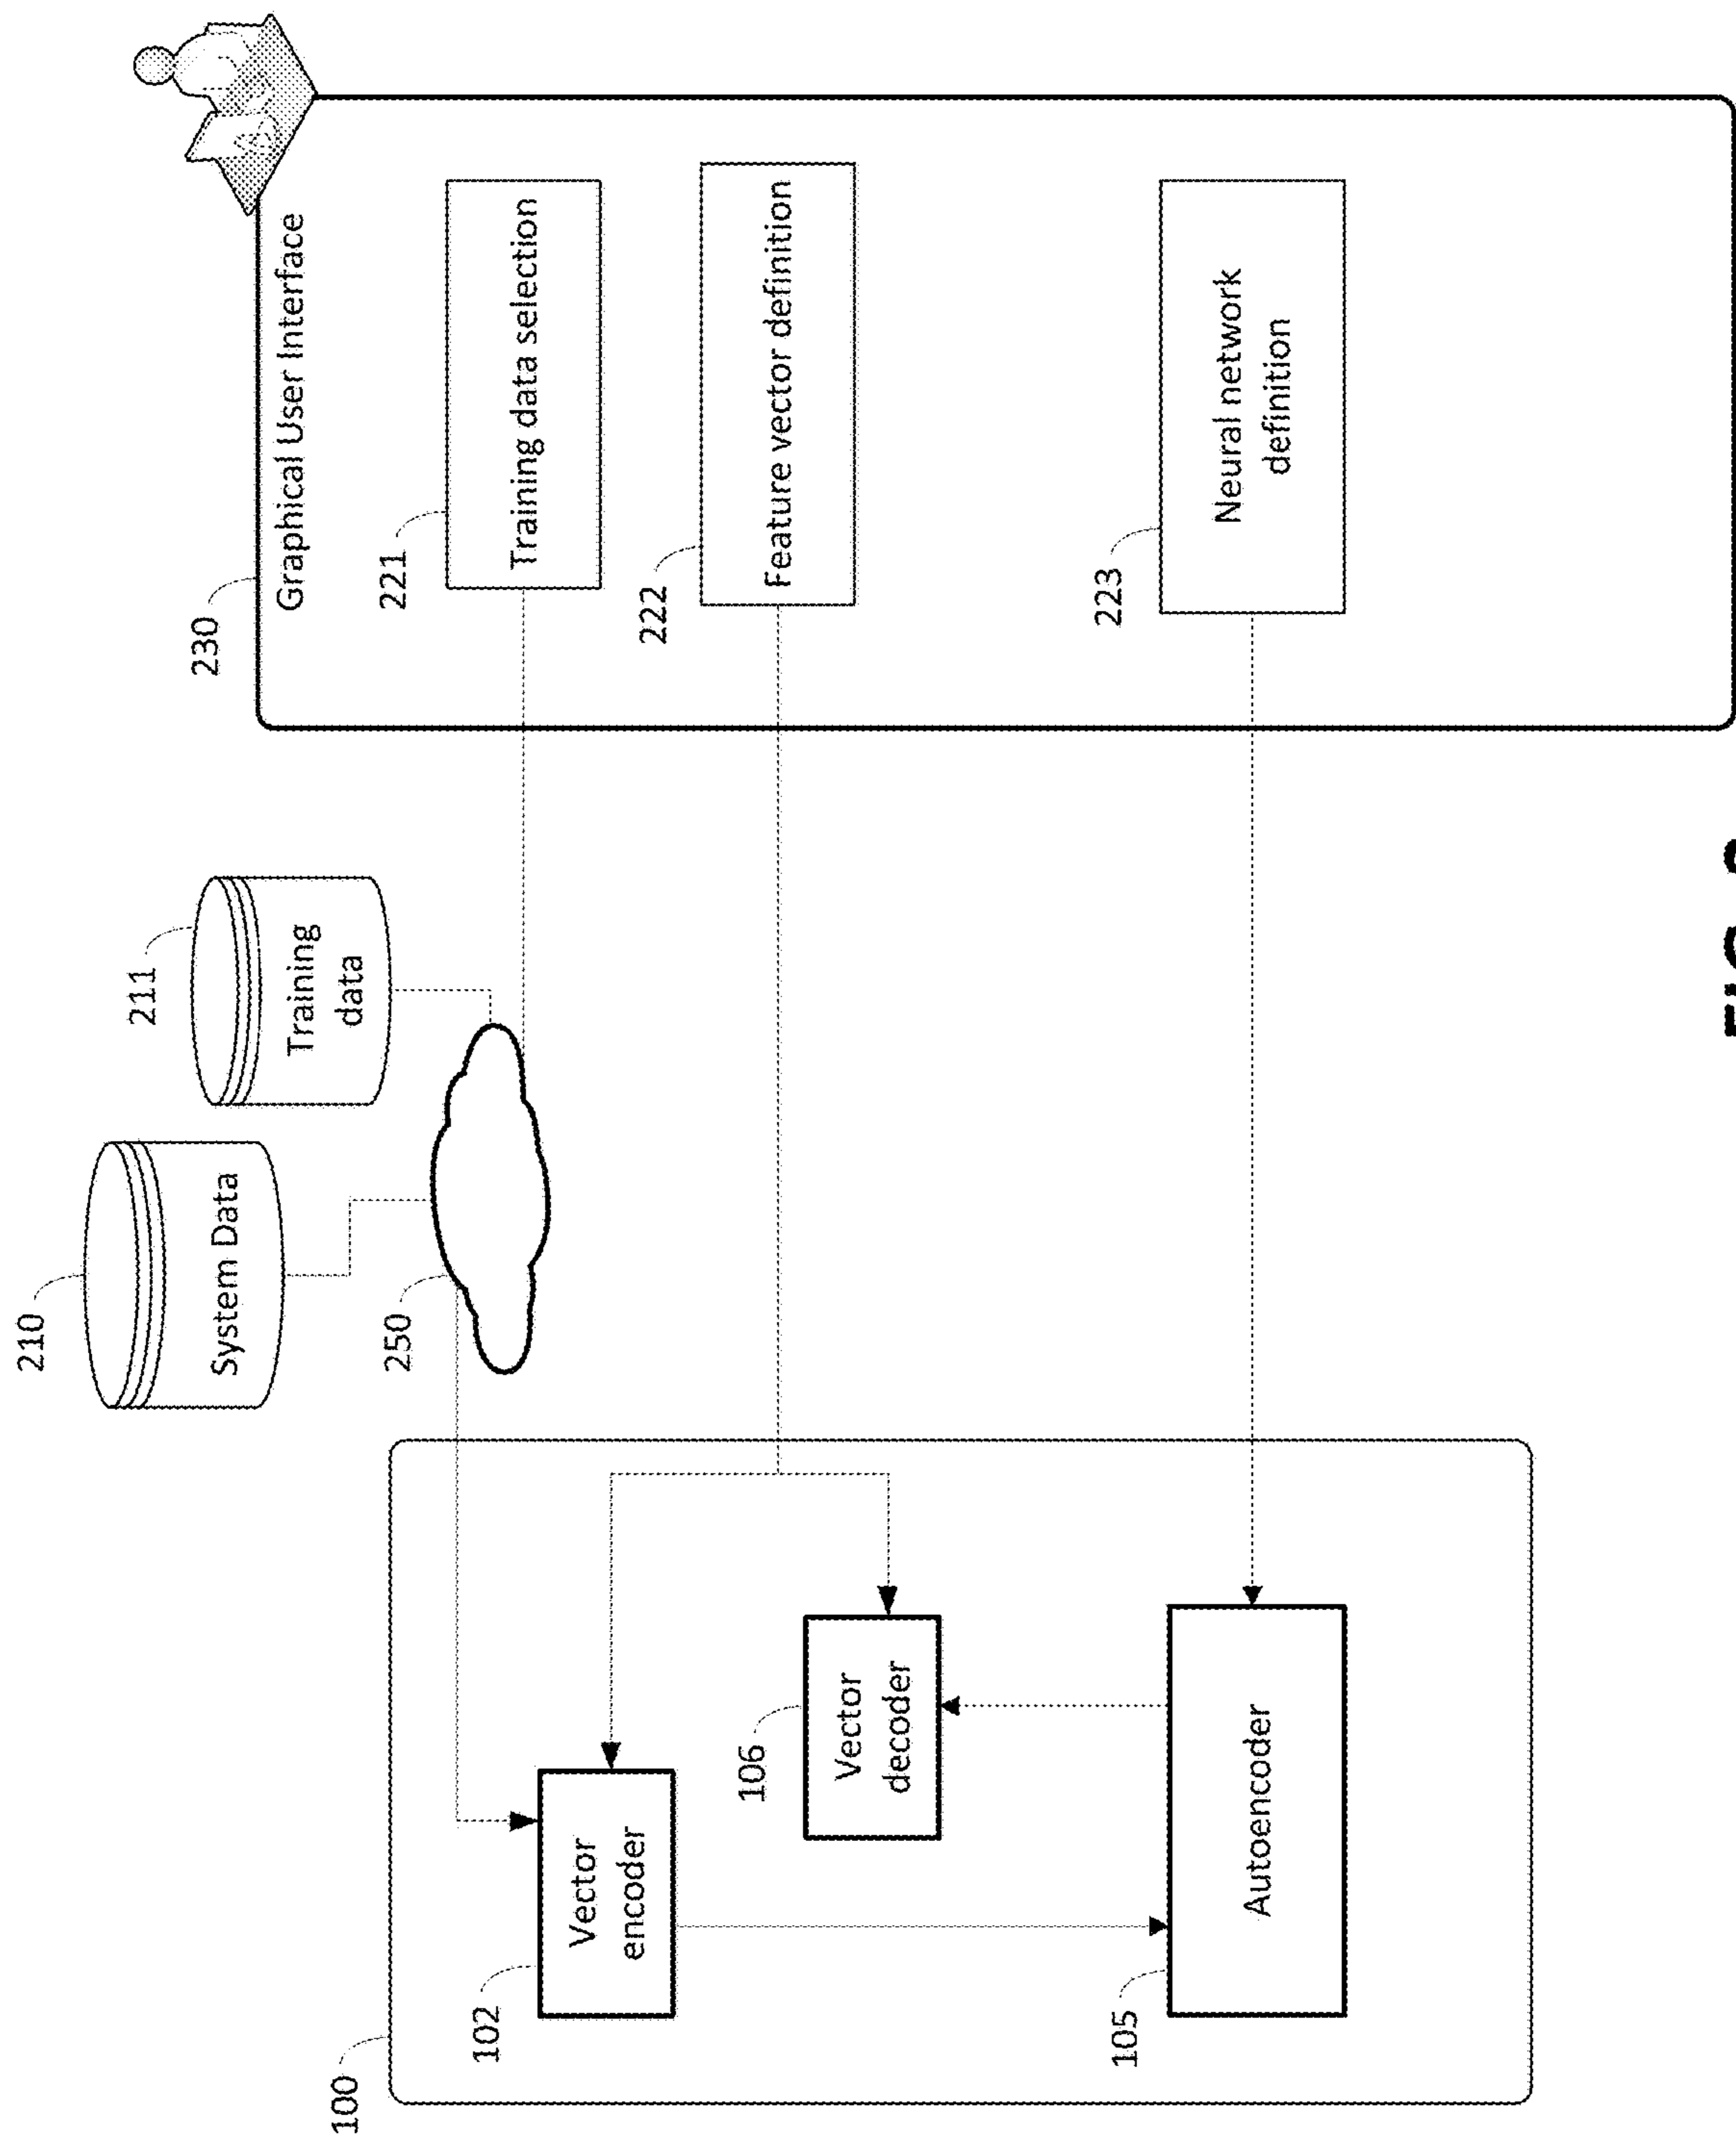 210
System Data
211
Training
data
230
Graphical User Interface
100
250
221
Training data selection
102
Vector
encoder
222
Feature vector definition
106
Vector
decoder
223
Neural network
definition
105
Autoencoder